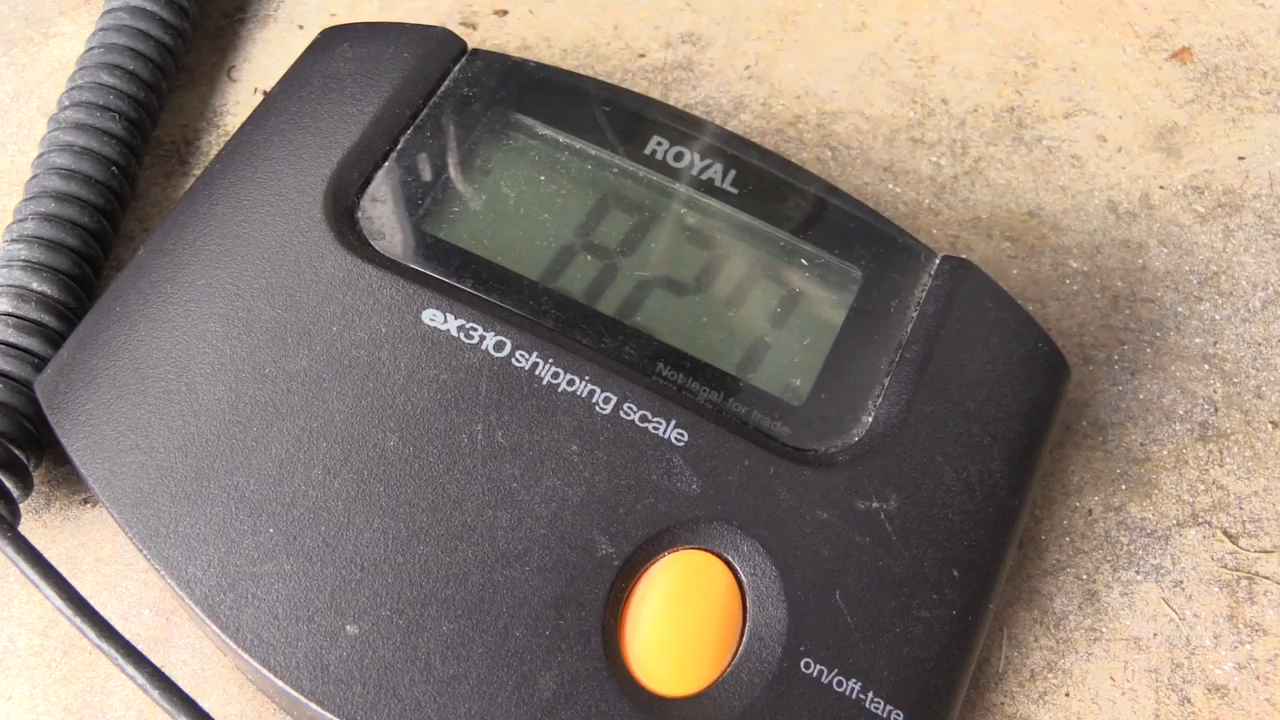 ROYAL
eX310 shipping scale
Not legal for trade
on/off-tare